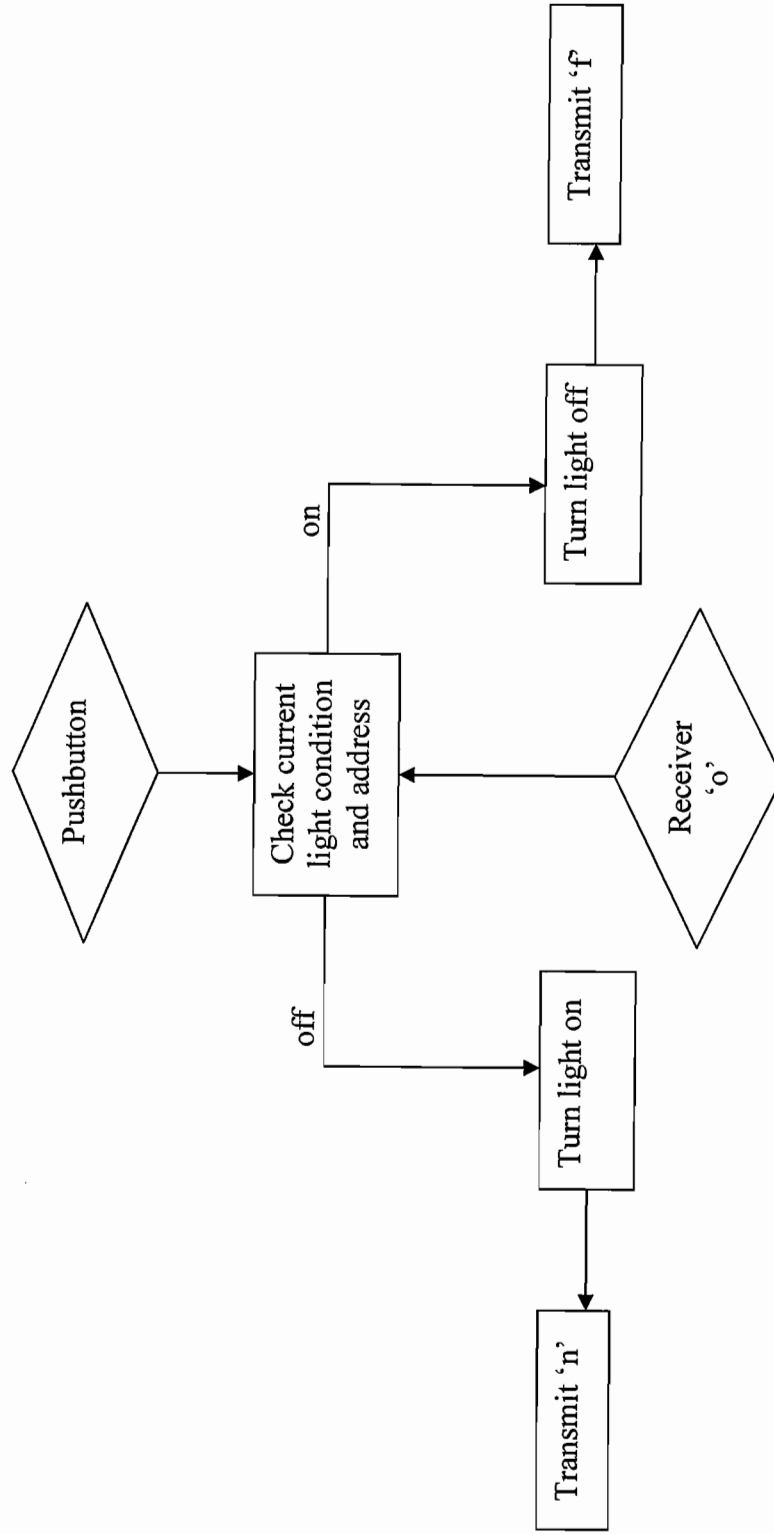 Pushbutton
off
Check current
light condition
and address
on
Transmit ‘n’
Turn light on
Receiver
‘o’
Turn light off
Transmit ‘f’